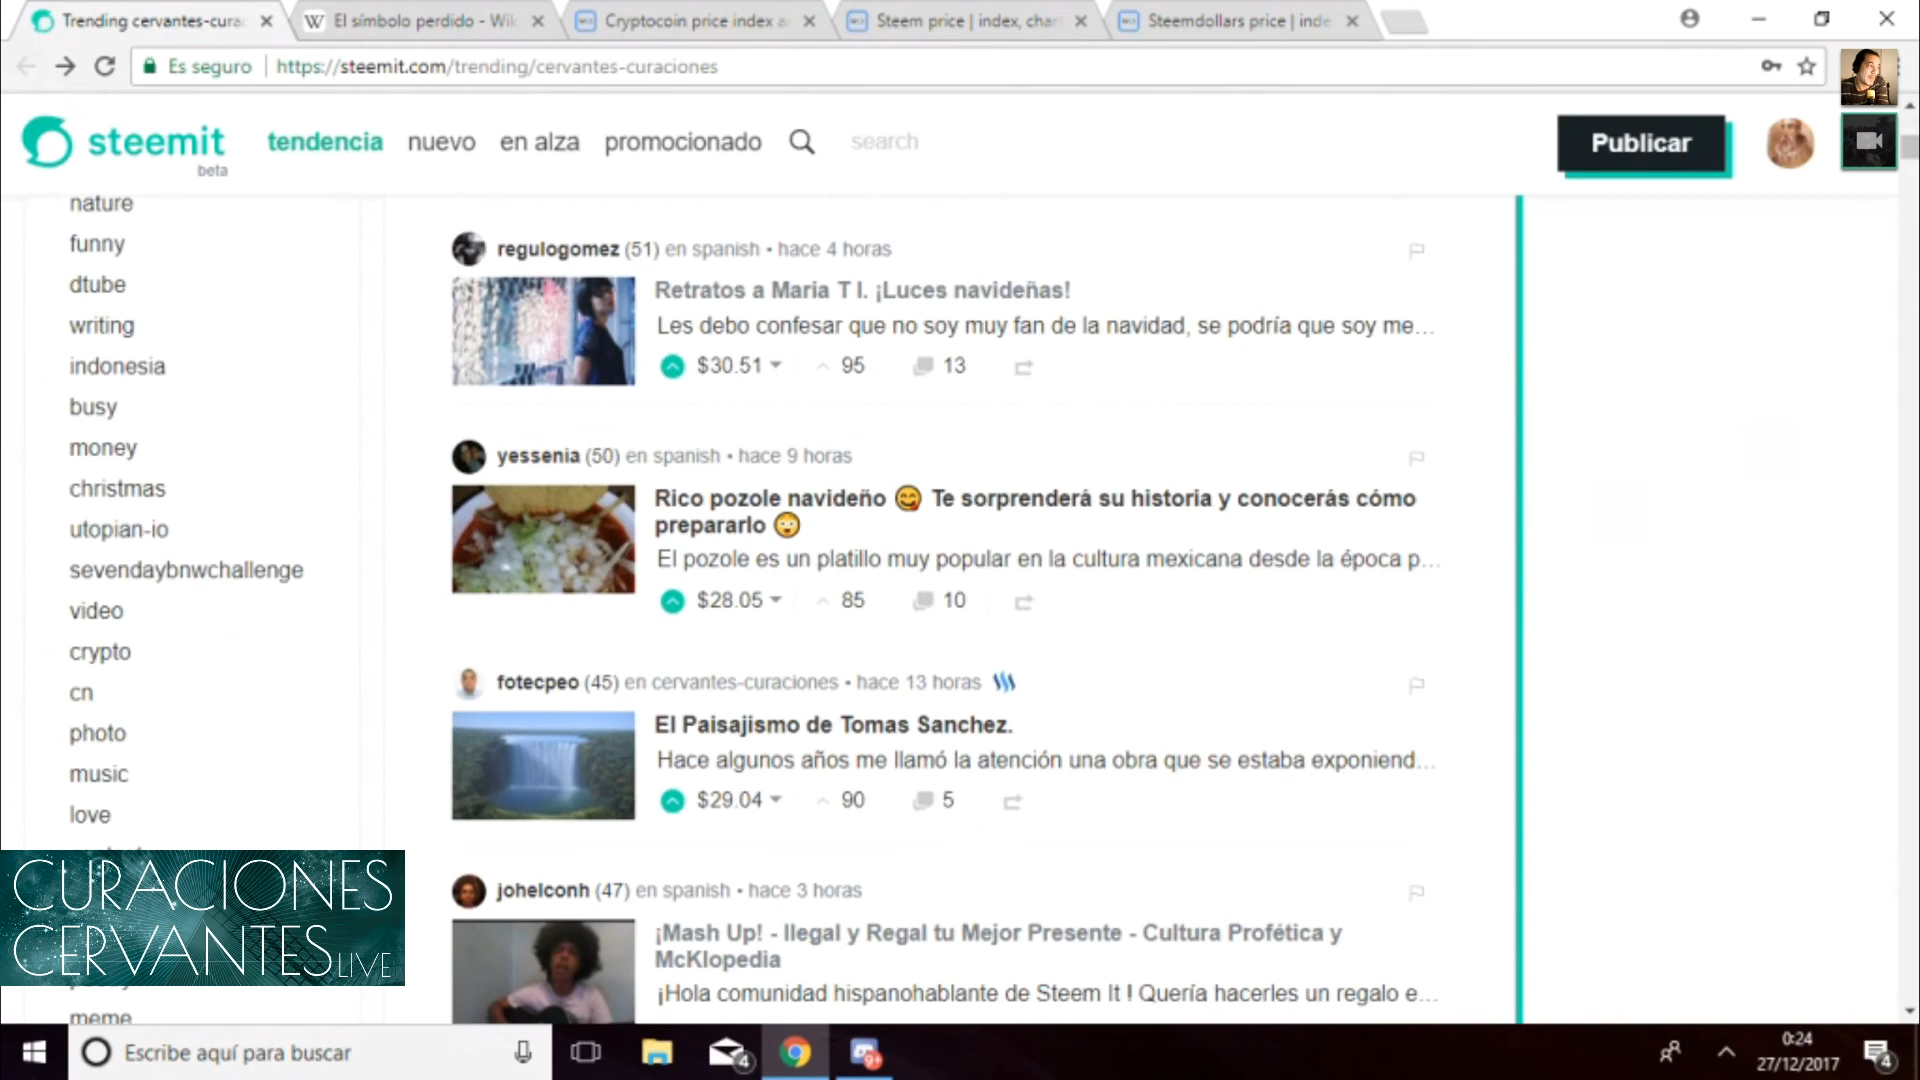 Trending cervantes-curac
El símbolo perdido - Wik
Cryptocoin price index a
Steem price | index, char
Steemdollars price | inde
Es seguro
https://steemit.com/trending/cervantes-curaciones
steemit
beta
tendencia
nuevo
en alza
promocionado
search
Publicar
nature
funny
dtube
writing
indonesia
busy
money
christmas
utopian-io
sevendaybnwchallenge
video
crypto
cn
photo
music
love
meme
regulogomez (51) en spanish • hace 4 horas
Retratos a Maria T I. ¡Luces navideñas!
Les debo confesar que no soy muy fan de la navidad, se podría que soy me...
$30.51 95 13
yessenia (50) en spanish • hace 9 horas
Rico pozole navideño 😋 Te sorprenderá su historia y conocerás cómo
prepararlo 😳
El pozole es un platillo muy popular en la cultura mexicana desde la época p...
$28.05 85 10
fotecpeo (45) en cervantes-curaciones • hace 13 horas
El Paisajismo de Tomas Sanchez.
Hace algunos años me llamó la atención una obra que se estaba exponiend...
$29.04 90 5
johelconh (47) en spanish • hace 3 horas
¡Mash Up! - Ilegal y Regal tu Mejor Presente - Cultura Profética y
McKlopedia
¡Hola comunidad hispanohablante de Steem It ! Quería hacerles un regalo e...
CURACIONES
CERVANTES LIVE
Escribe aquí para buscar
4
9+
0:24
27/12/2017
4